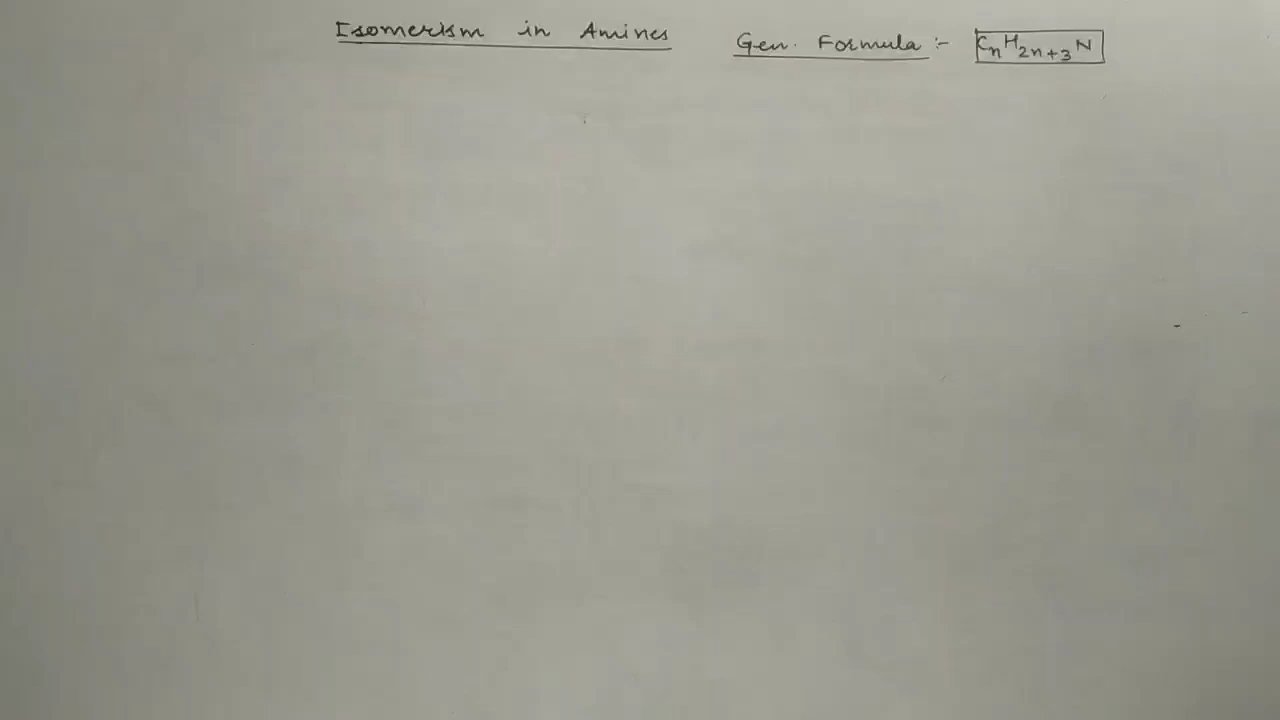 Isomerism in Amines Gen. Formula :- CnH2n+3N